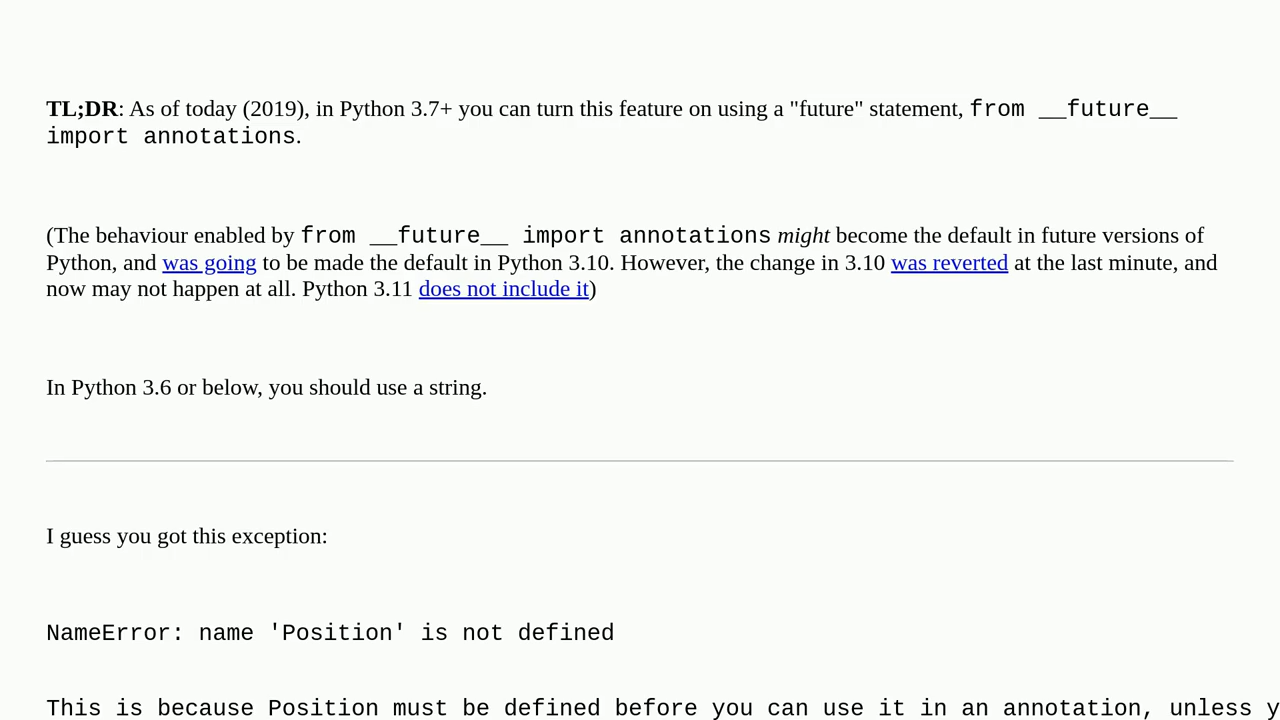 TL;DR: As of today (2019), in Python 3.7+ you can turn this feature on using a "future" statement, from __future__
import annotations.
(The behaviour enabled by from __future__ import annotations might become the default in future versions of
Python, and was going to be made the default in Python 3.10. However, the change in 3.10 was reverted at the last minute, and
now may not happen at all. Python 3.11 does not include it)
In Python 3.6 or below, you should use a string.
I guess you got this exception:
NameError: name 'Position' is not defined
This is because Position must be defined before you can use it in an annotation, unless y